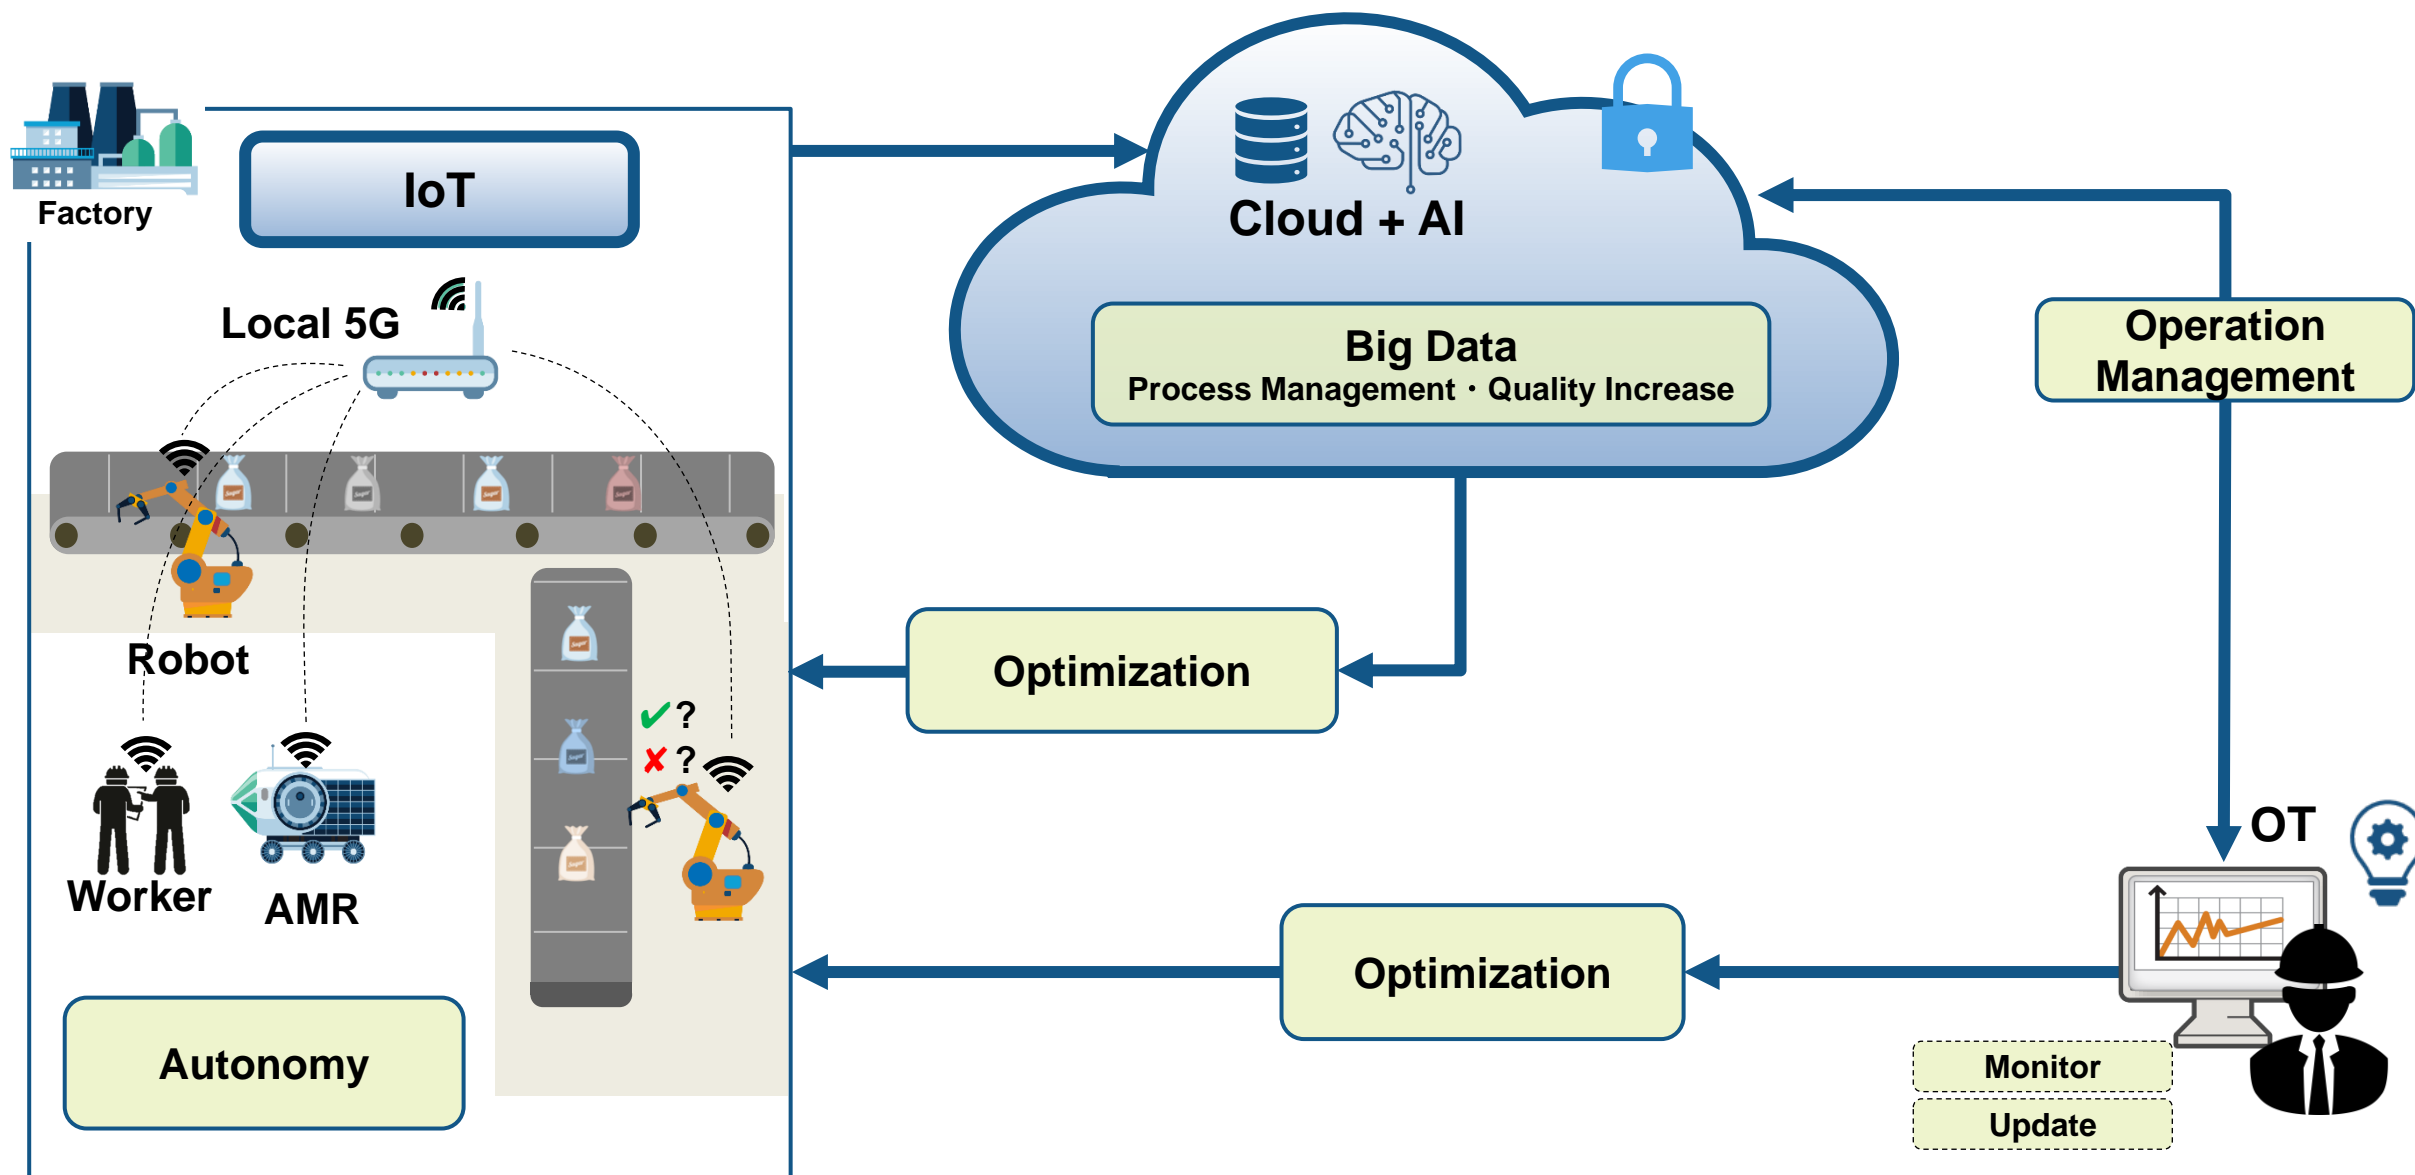 Factory
IoT
Cloud + AI
Local 5G
Big Data
Process Management・Quality Increase
Operation
Management
Robot
Optimization
?
?
OT
Worker
AMR
Optimization
Autonomy
Monitor
Update